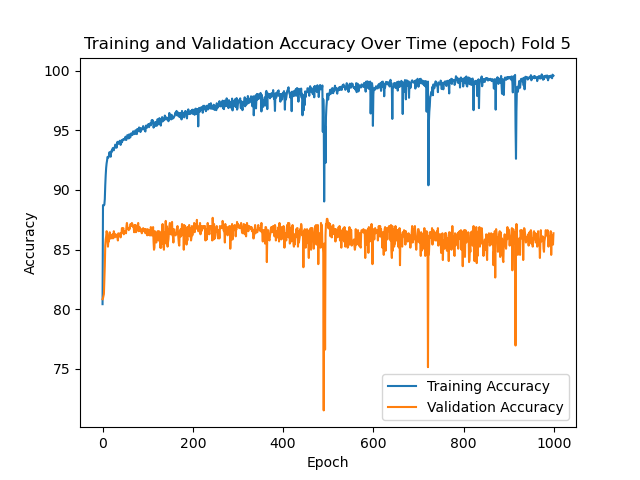 Training and Validation Accuracy Over Time (epoch) Fold 5
100
95
90
85
80
75
Accuracy
0
200
400
600
800
1000
Epoch
Training Accuracy
Validation Accuracy